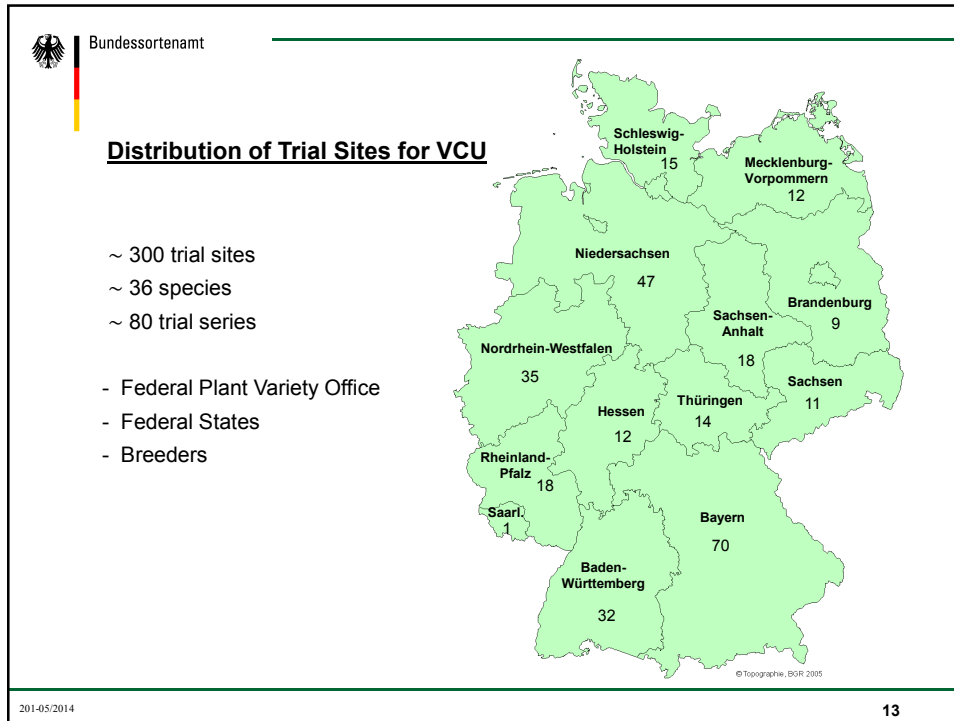 Bundessortenamt
Distribution of Trial Sites for VCU
~ 300 trial sites
~ 36 species
~ 80 trial series
- Federal Plant Variety Office
- Federal States
- Breeders
Schleswig-
Holstein
15
Mecklenburg-
Vorpommern
12
Niedersachsen
47
Brandenburg
9
Sachsen-
Anhalt
18
Nordrhein-Westfalen
35
Sachsen
11
Thüringen
14
Hessen
12
Rheinland-
Pfalz
18
Saarl.
1
Bayern
70
Baden-
Württemberg
32
© Topographie, BGR 2005
201-05/2014
13